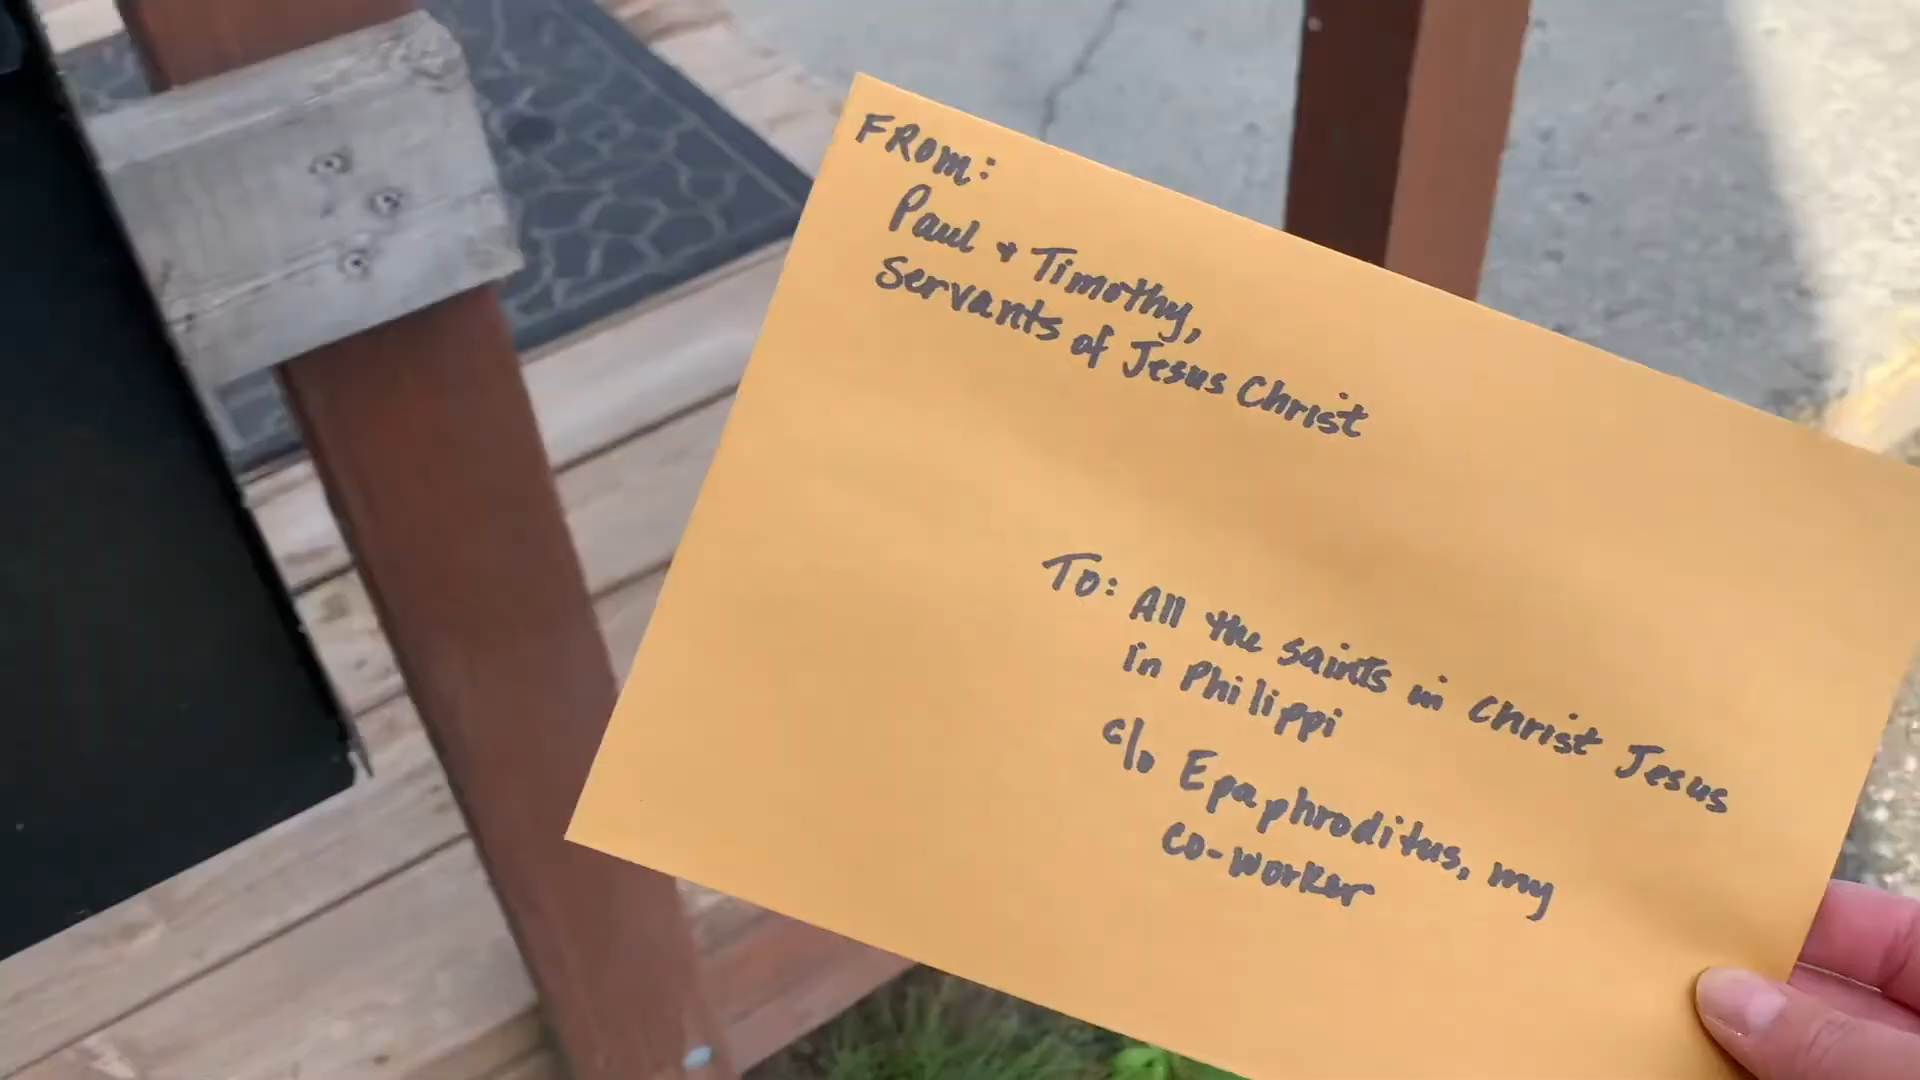 FROM:
Paul + Timothy,
Servants of Jesus Christ
To: All the saints in Christ Jesus
in Philippi
c/o Epaphroditus, my
co-worker